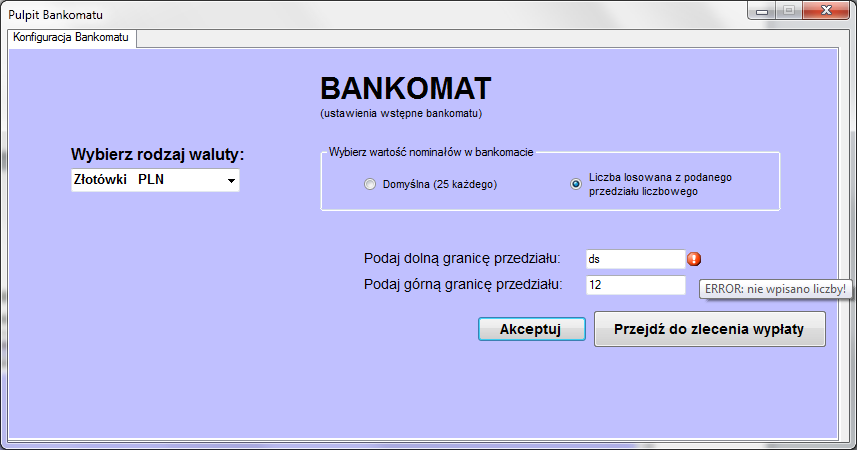 Pulpit Bankomatu
Konfiguracja Bankomatu
BANKOMAT
(ustawienia wstępne bankomatu)
Wybierz rodzaj waluty:
Złotówki PLN
Wybierz wartość nominałów w bankomacie
Domyślna (25 każdego)
Liczba losowana z podanego
przedziału liczbowego
Podaj dolną granicę przedziału:
ds
Podaj górną granicę przedziału:
12
ERROR: nie wpisano liczby!
Akceptuj
Przejdź do zlecenia wypłaty